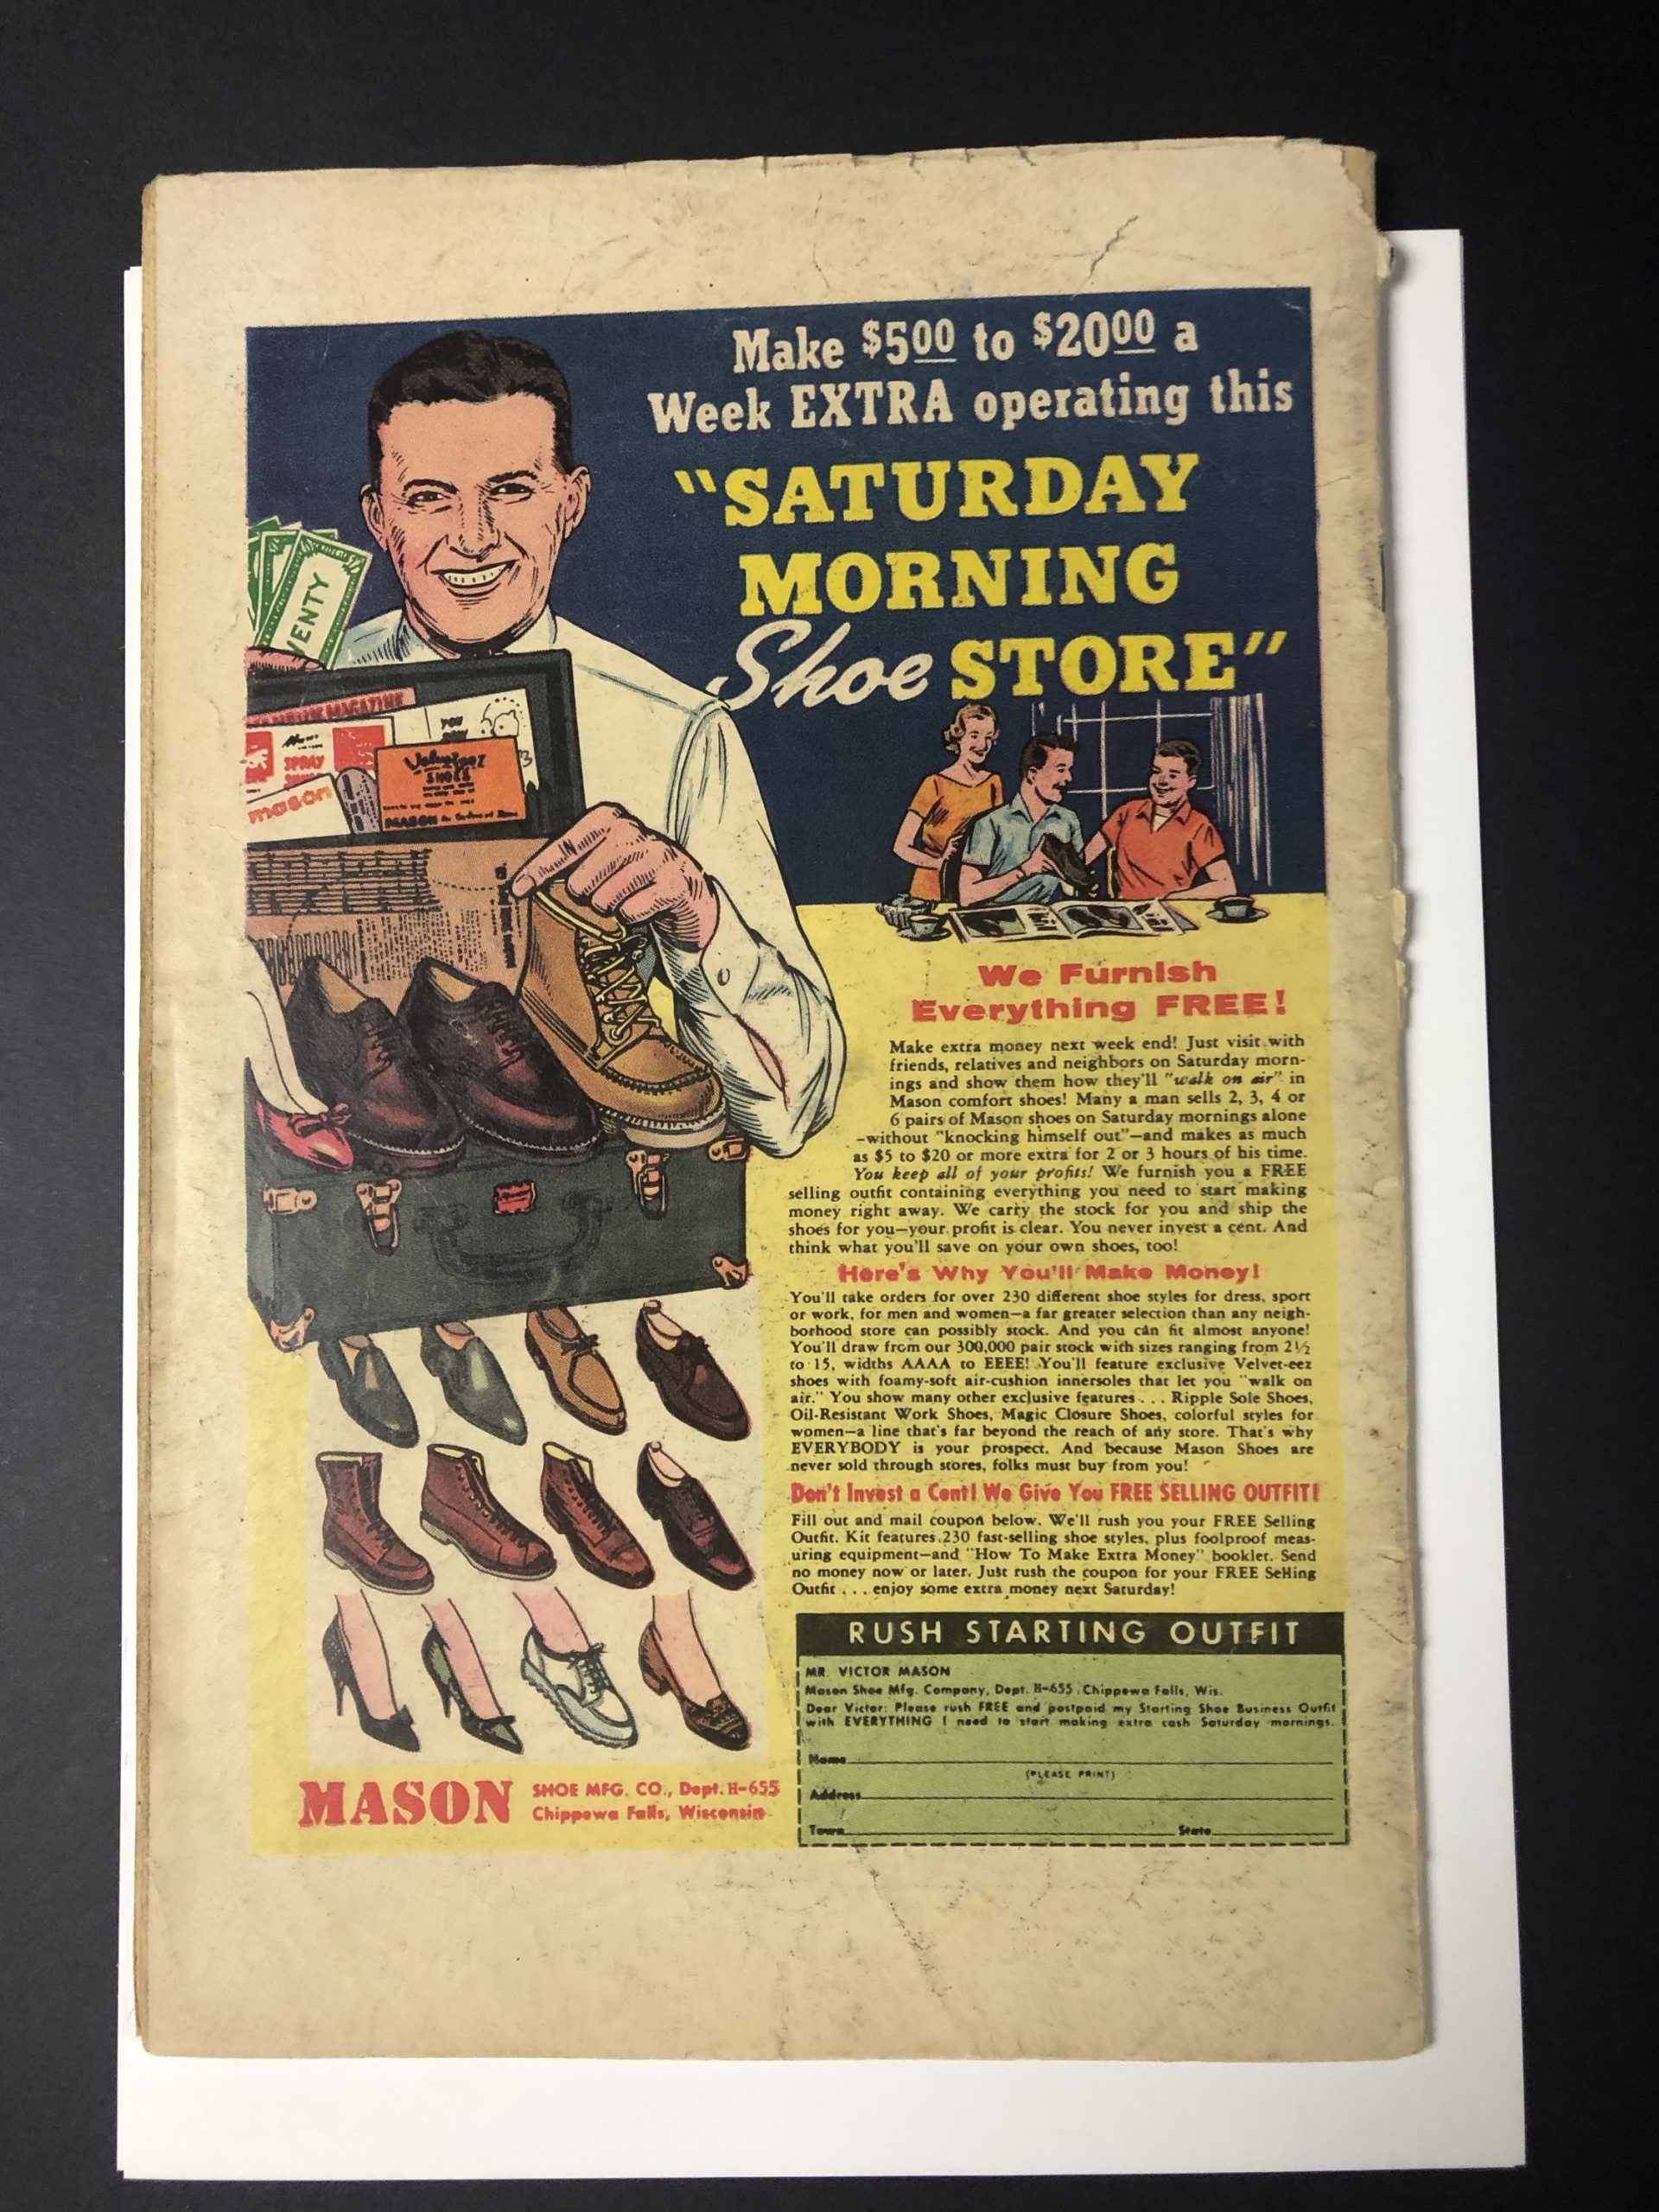 Make $5.00 to $20.00 a
Week EXTRA operating this
"SATURDAY
MORNING
Shoe STORE"
VENTY
MAGAZINE
YOU
SPRAY
Velvet-eez
SHOES
mason
MASON
We Furnish
Everything FREE!
Make extra money next week end! Just visit with
friends, relatives and neighbors on Saturday morn-
ings and show them how they'll "walk on air" in
Mason comfort shoes! Many a man sells 2, 3, 4 or
6 pairs of Mason shoes on Saturday mornings alone
-without "knocking himself out"—and makes as much
as $5 to $20 or more extra for 2 or 3 hours of his time.
You keep all of your profits! We furnish you a FREE
selling outfit containing everything you need to start making
money right away. We carry the stock for you and ship the
shoes for you—your profit is clear. You never invest a cent. And
think what you'll save on your own shoes, too!
Here's Why You'll Make Money!
You'll take orders for over 230 different shoe styles for dress, sport
or work, for men and women—a far greater selection than any neigh-
borhood store can possibly stock. And you can fit almost anyone!
You'll draw from our 300,000 pair stock with sizes ranging from 2½
to 15, widths AAAA to EEEE! You'll feature exclusive Velvet-eez
shoes with foamy-soft air-cushion innersoles that let you "walk on
air." You show many other exclusive features . . . Ripple Sole Shoes,
Oil-Resistant Work Shoes, Magic Closure Shoes, colorful styles for
women—a line that's far beyond the reach of any store. That's why
EVERYBODY is your prospect. And because Mason Shoes are
never sold through stores, folks must buy from you!
Don't Invest a Cent! We Give You FREE SELLING OUTFIT!
Fill out and mail coupon below. We'll rush you your FREE Selling
Outfit. Kit features 230 fast-selling shoe styles, plus foolproof meas-
uring equipment—and "How To Make Extra Money" booklet. Send
no money now or later. Just rush the coupon for your FREE Selling
Outfit . . . enjoy some extra money next Saturday!
RUSH STARTING OUTFIT
MR. VICTOR MASON
Mason Shoe Mfg. Company, Dept. H-655 Chippewa Falls, Wis.
Dear Victor: Please rush FREE and postpaid my Starting Shoe Business Outfit
with EVERYTHING I need to start making extra cash Saturday mornings.
Name
(PLEASE PRINT)
Address
Town State
MASON SHOE MFG. CO., Dept. H-655
Chippewa Falls, Wisconsin